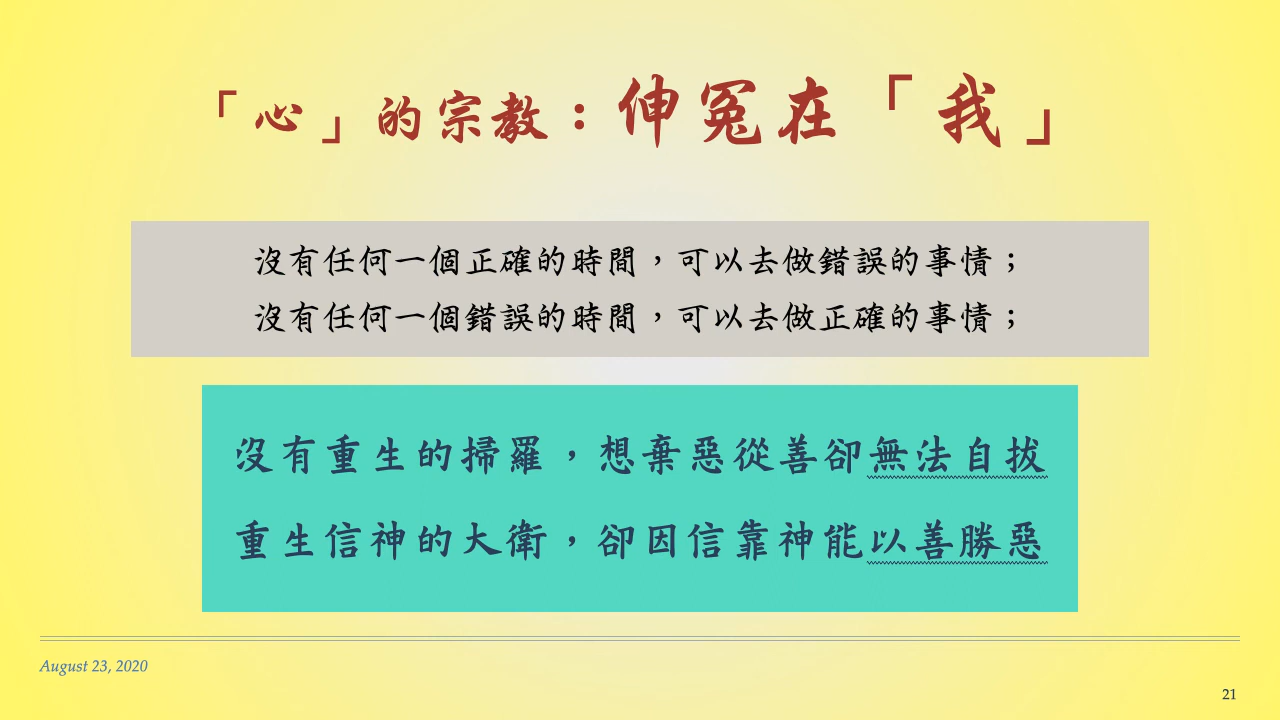 「心」的宗教：伸冤在「我」
沒有任何一個正確的時間，可以去做錯誤的事情；
沒有任何一個錯誤的時間，可以去做正確的事情；
沒有重生的掃羅，想棄惡從善卻無法自拔
重生信神的大衛，卻因信靠神能以善勝惡
August 23, 2020
21